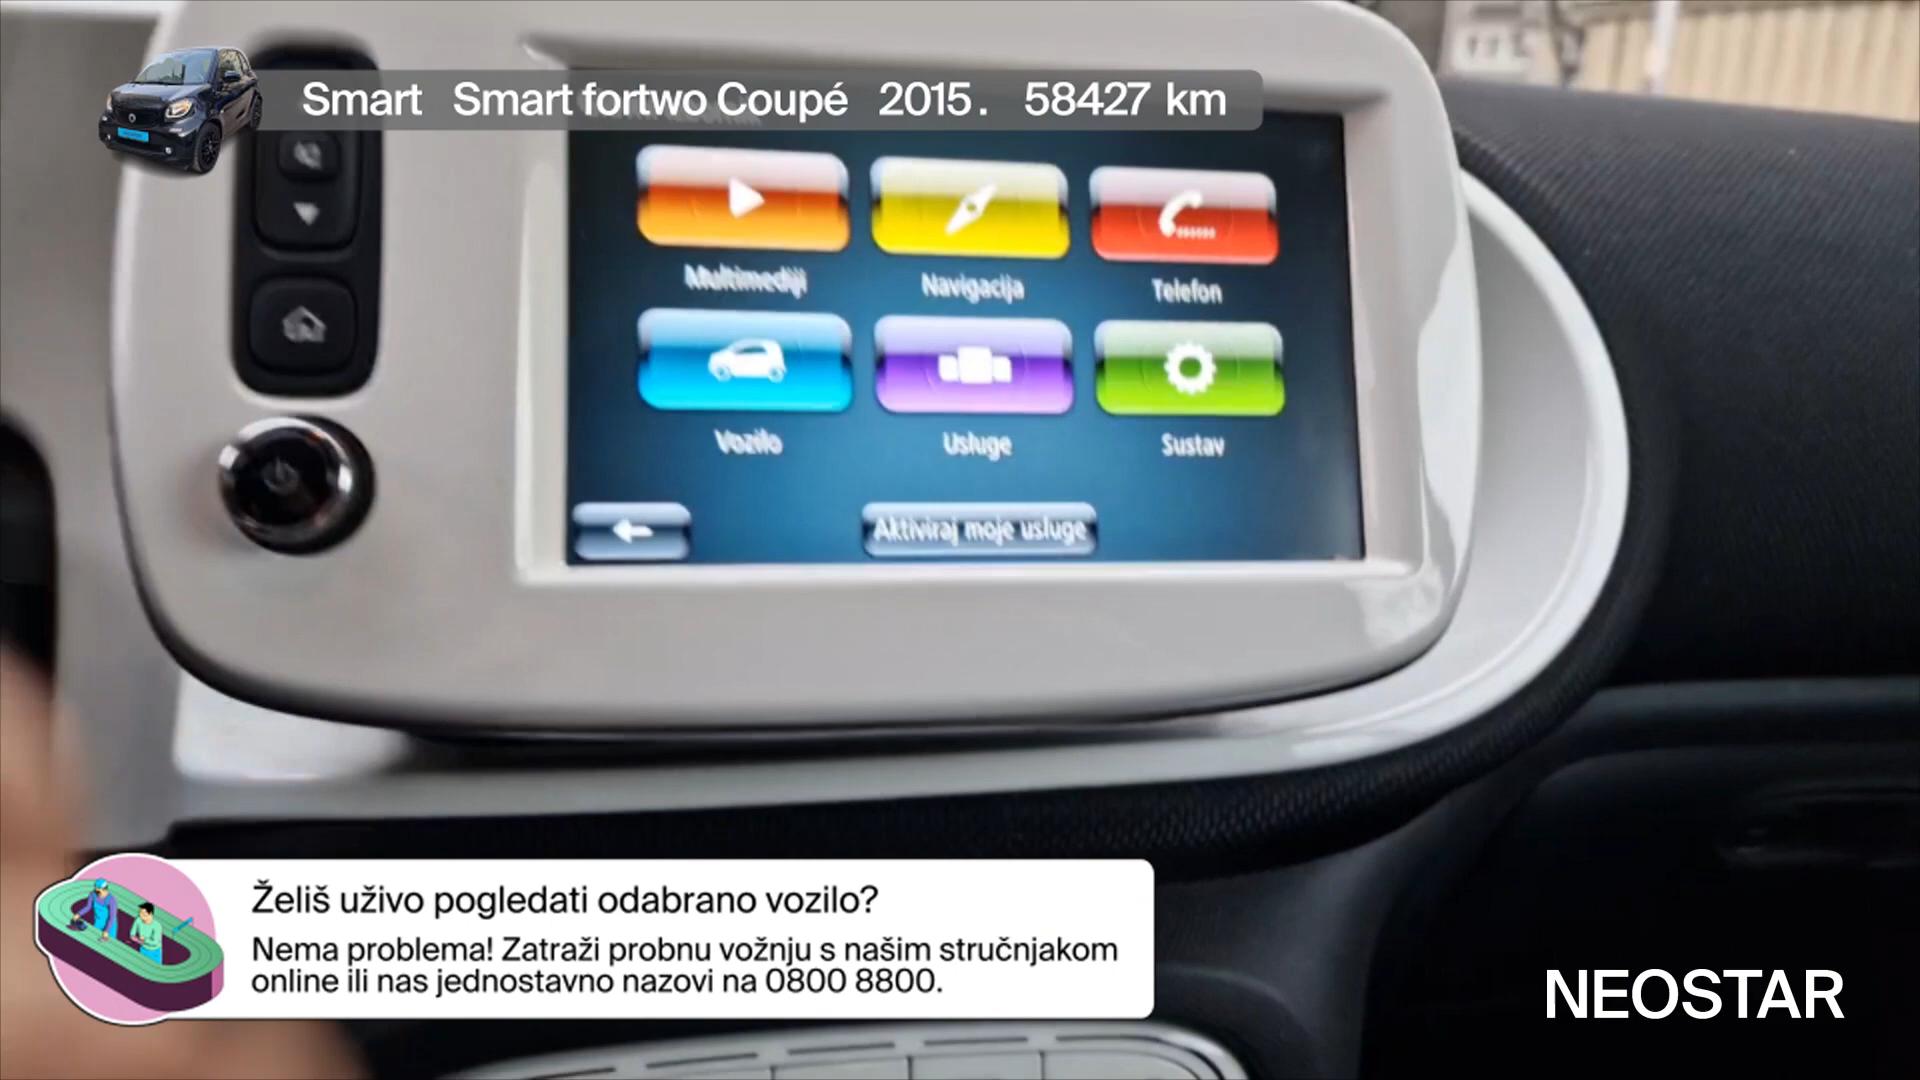 Smart Smart fortwo Coupé 2015. 58427 km
Multimediji
Navigacija
Telefon
Vozilo
Usluge
Sustav
Aktiviraj moje usluge
Želiš uživo pogledati odabrano vozilo?
Nema problema! Zatraži probnu vožnju s našim stručnjakom
online ili nas jednostavno nazovi na 0800 8800.
NEOSTAR